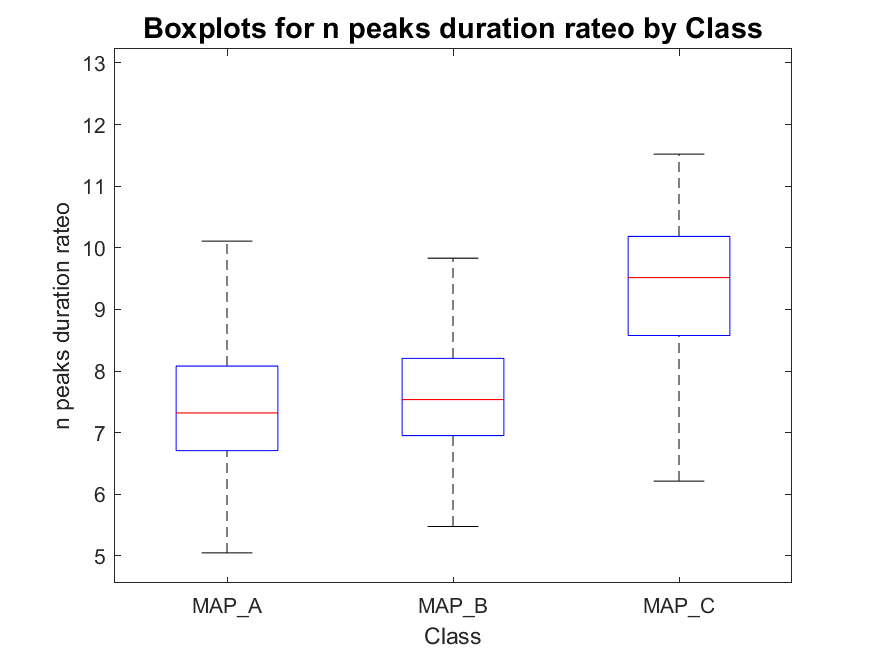 Boxplots for n peaks duration rateo by Class
13
12
11
10
9
8
7
6
5
n peaks duration rateo
MAP_A MAP_B MAP_C
Class